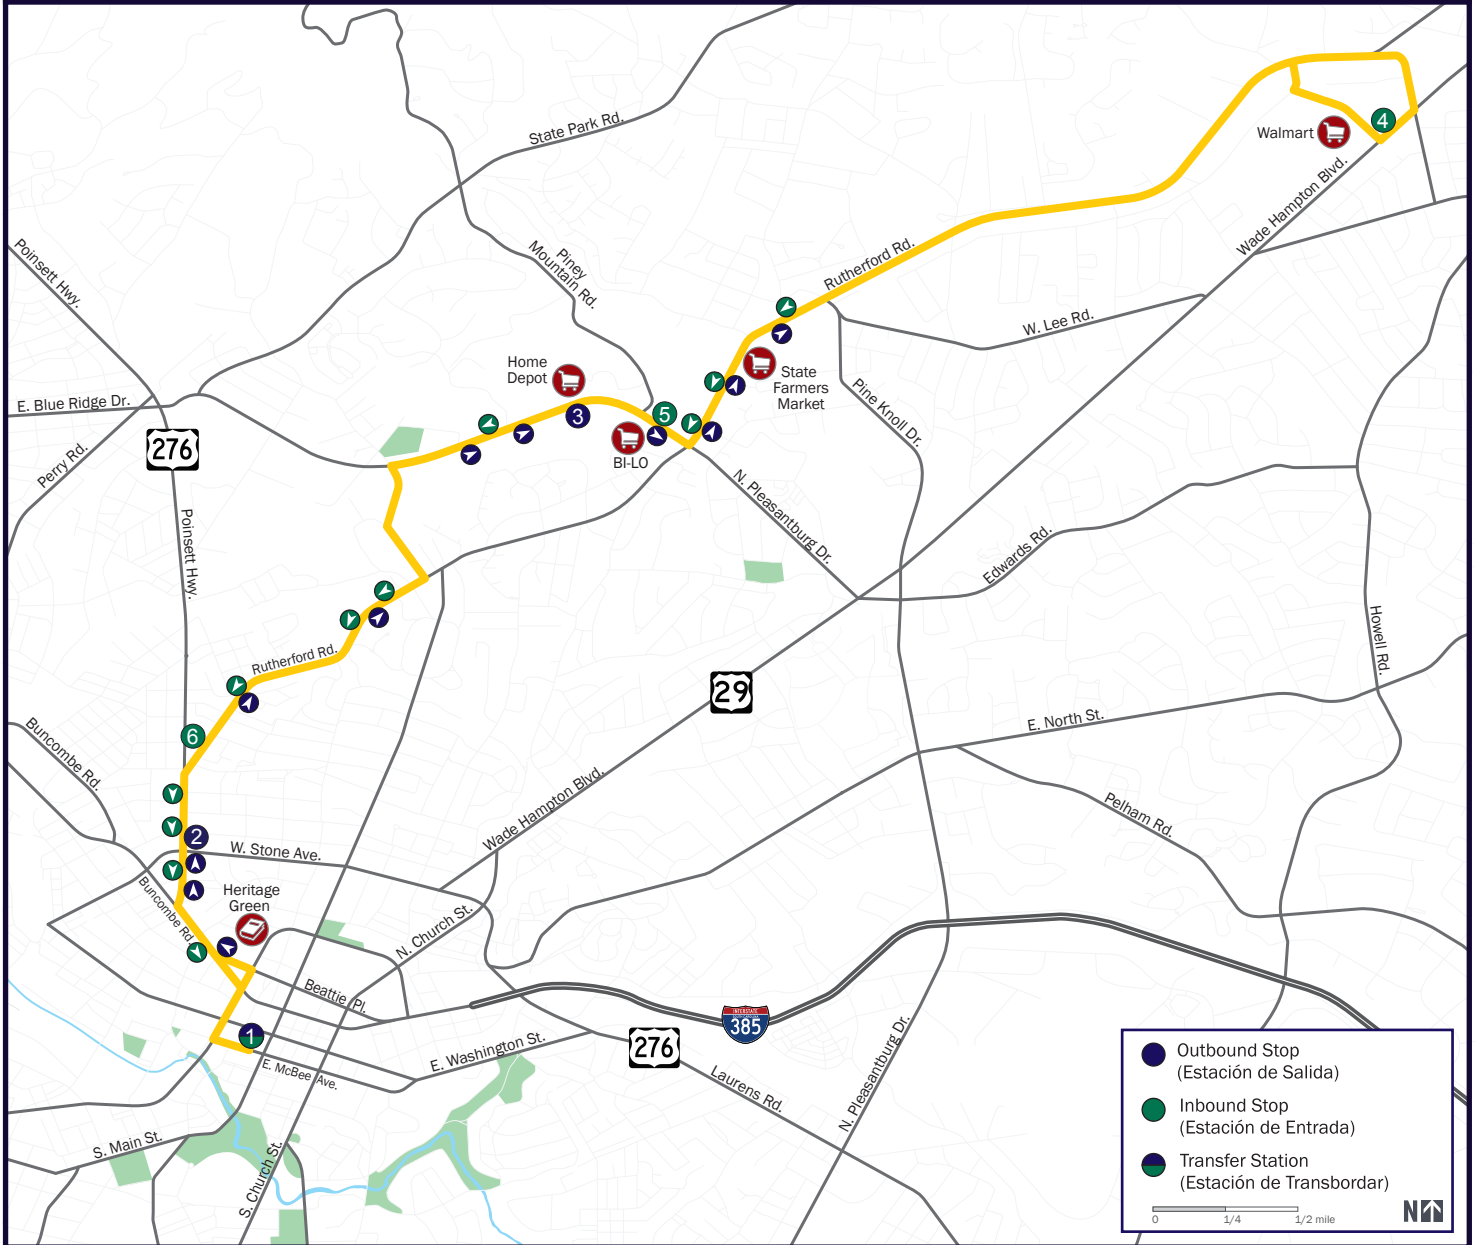 State Park Rd.
Walmart
4
Wade Hampton Blvd.
Poinsett Hwy.
Piney
Mountain Rd.
Rutherford Rd.
W. Lee Rd.
Home
Depot
State
Farmers
Market
E. Blue Ridge Dr.
3
5
Pine Knoll Dr.
276
Perry Rd.
BI-LO
N. Pleasantburg Dr.
Poinsett Hwy.
Edwards Rd.
Howell Rd.
Rutherford Rd.
29
E. North St.
6
Buncombe Rd.
Wade Hampton Blvd.
Pelham Rd.
2
W. Stone Ave.
Buncombe Rd.
Heritage
Green
N. Church St.
Beattie Pl.
1
INTERSTATE
385
276
E. Washington St.
E. McBee Ave.
Laurens Rd.
N. Pleasantburg Dr.
S. Main St.
S. Church St.
Outbound Stop
(Estación de Salida)
Inbound Stop
(Estación de Entrada)
Transfer Station
(Estación de Transbordar)
0 1/4 1/2 mile
N